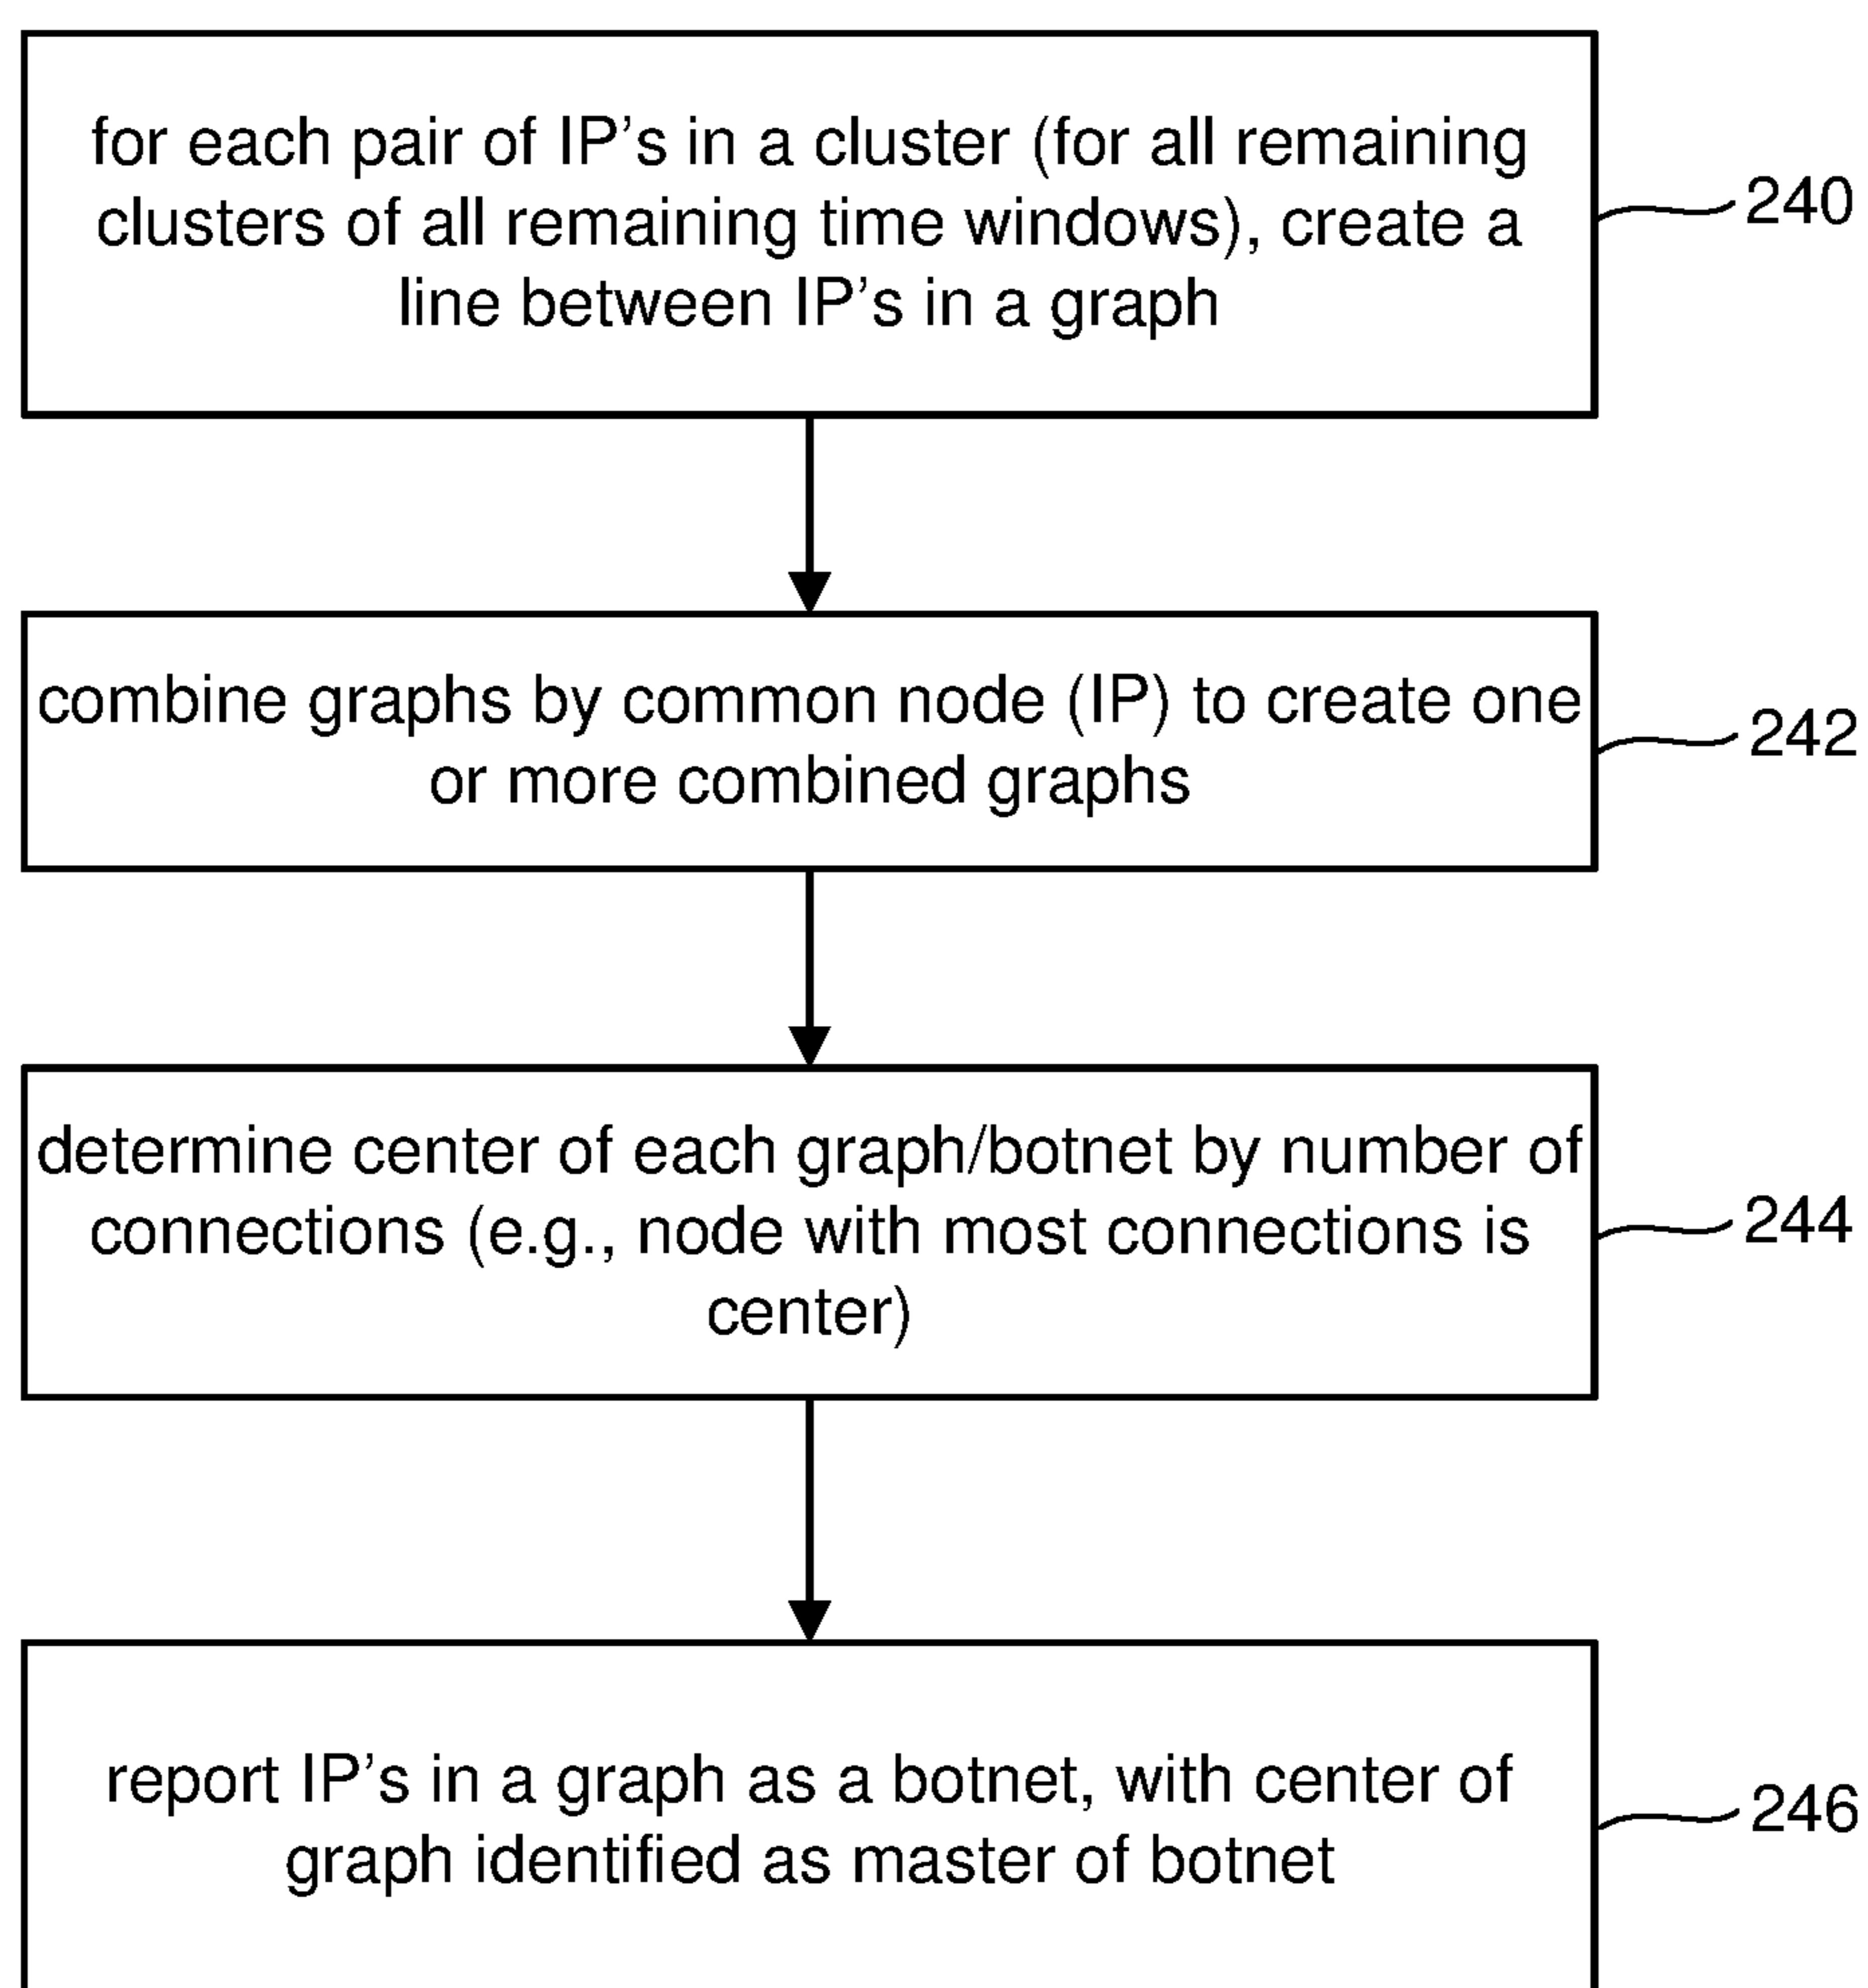 for each pair of IP's in a cluster (for all remaining
clusters of all remaining time windows), create a
line between IP's in a graph
240
combine graphs by common node (IP) to create one
or more combined graphs
242
determine center of each graph/botnet by number of
connections (e.g., node with most connections is
center)
244
report IP's in a graph as a botnet, with center of
graph identified as master of botnet
246